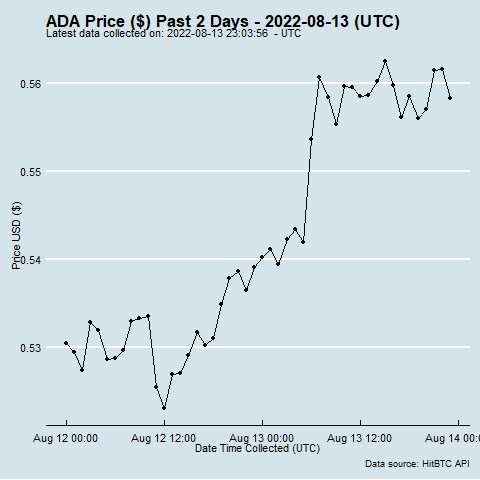 ADA Price ($) Past 2 Days - 2022-08-13 (UTC)
Latest data collected on: 2022-08-13 23:03:56  - UTC
0.56
0.55
0.54
0.53
Price USD ($)
Aug 12 00:00
Aug 12 12:00
Aug 13 00:00
Aug 13 12:00
Aug 14 00:0
Date Time Collected (UTC)
Data source: HitBTC API